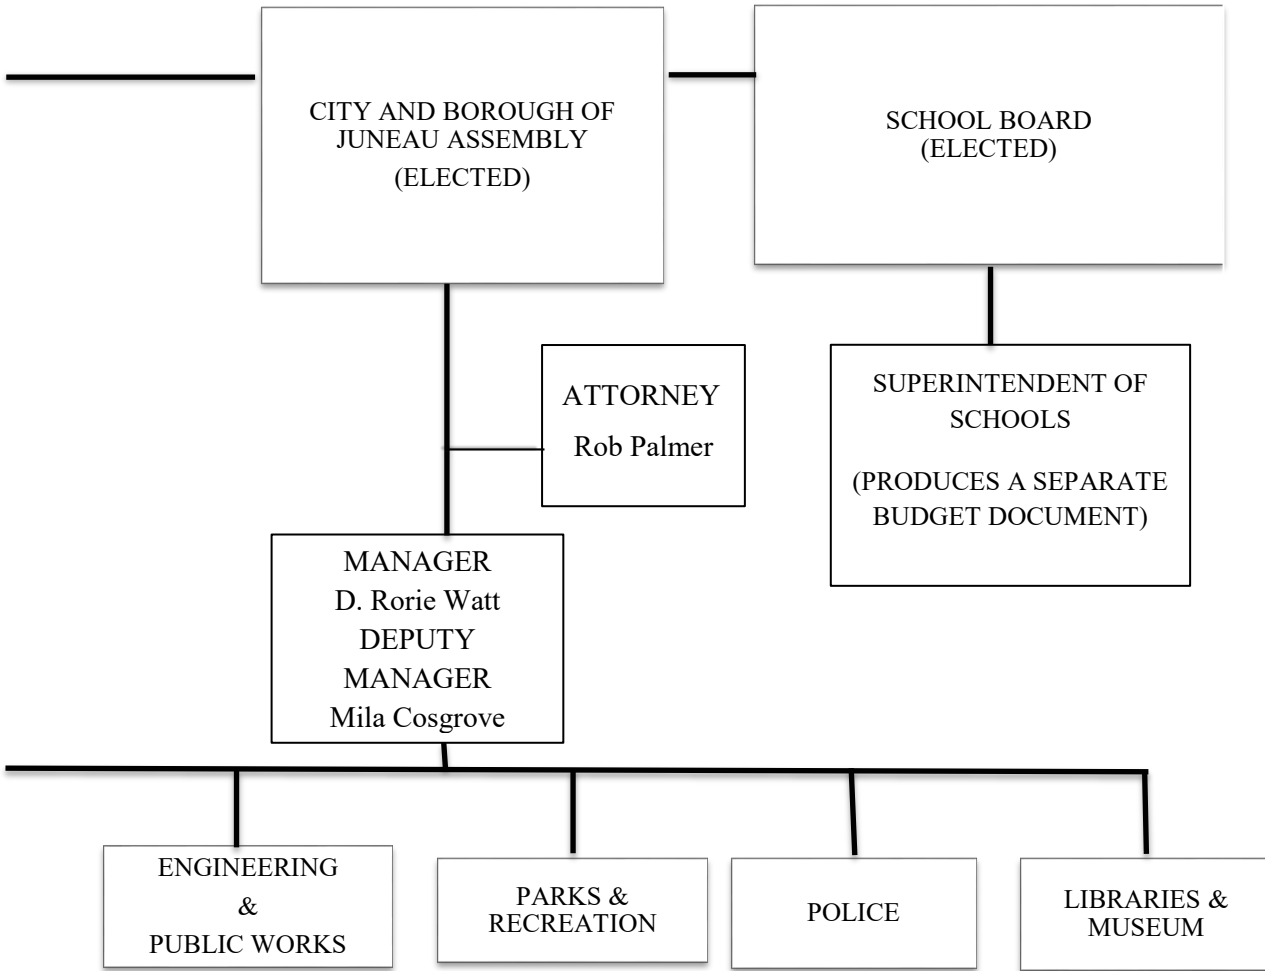 CITY AND BOROUGH OF
JUNEAU ASSEMBLY
(ELECTED)
SCHOOL BOARD
(ELECTED)
ATTORNEY
Rob Palmer
SUPERINTENDENT OF
SCHOOLS
(PRODUCES A SEPARATE
BUDGET DOCUMENT)
MANAGER
D. Rorie Watt
DEPUTY
MANAGER
Mila Cosgrove
ENGINEERING
&
PUBLIC WORKS
PARKS &
RECREATION
POLICE
LIBRARIES &
MUSEUM